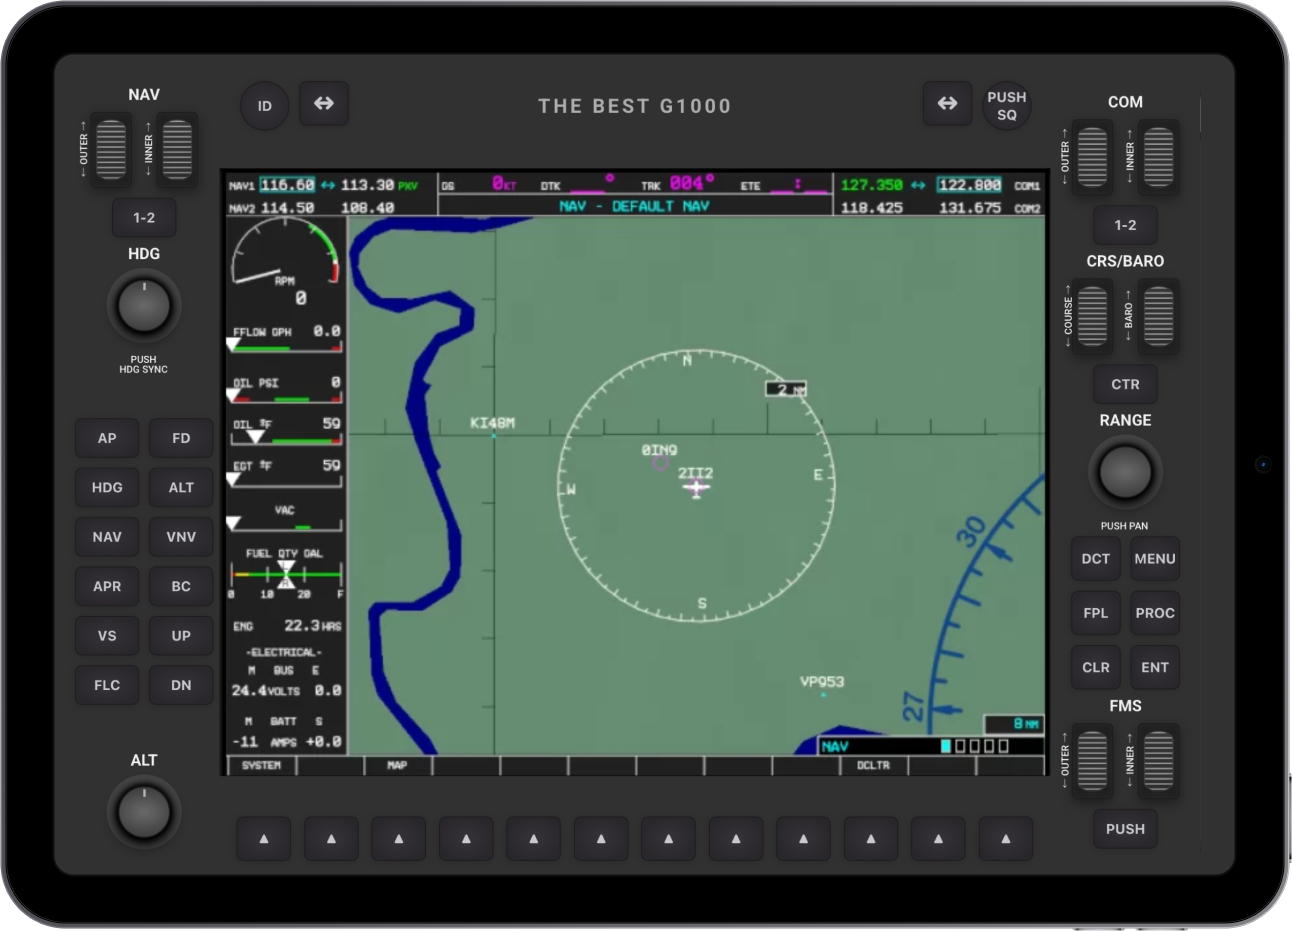 THE BEST G1000
NAV
ID
↔
↔
PUSH
SQ
COM
← OUTER →
← INNER →
← OUTER →
← INNER →
1-2
1-2
HDG
PUSH
HDG SYNC
CRS/BARO
← COURSE →
← BARO →
CTR
RANGE
PUSH PAN
AP FD
HDG ALT
NAV VNV
APR BC
VS UP
FLC DN
ALT
DCT MENU
FPL PROC
CLR ENT
FMS
← OUTER →
← INNER →
PUSH
NAV1 116.60 ↔ 113.30 PXV
NAV2 114.50 108.40
GS 0KT DTK ___° TRK 004° ETE __:__
NAV - DEFAULT NAV
127.350 ↔ 122.800 COM1
118.425 131.675 COM2
RPM
0
FFLOW GPH 0.0
OIL PSI 0
OIL °F 59
EGT °F 59
VAC
FUEL QTY GAL
L
R
0 10 20 F
ENG 22.3 HRS
-ELECTRICAL-
M BUS E
24.4 VOLTS 0.0
M BATT S
-11 AMPS +0.0
N
2 NM
KI48M
0IN9
2II2
E
W
S
30
27
VP953
8 NM
NAV
SYSTEM MAP DCLTR